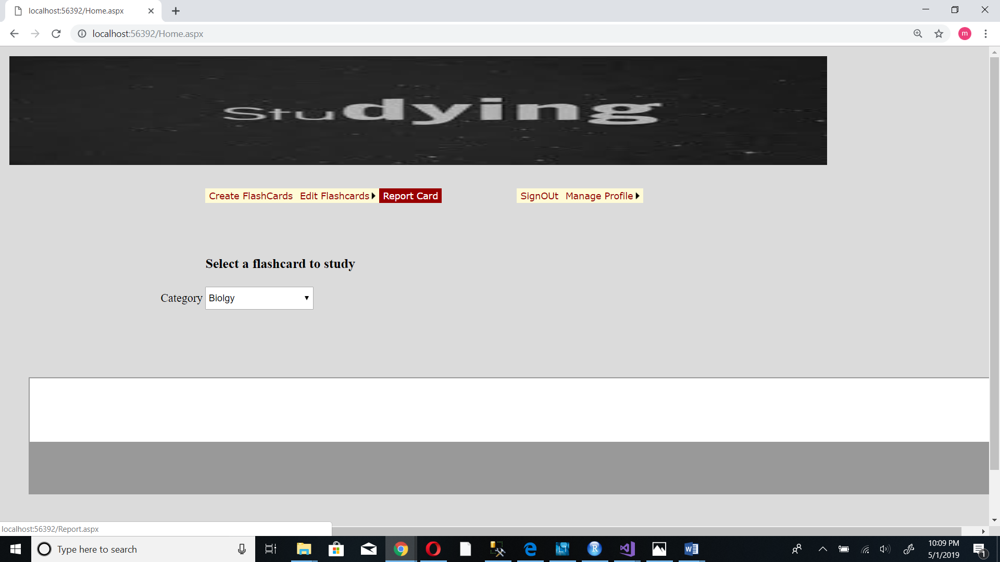 localhost:56392/Home.aspx
localhost:56392/Home.aspx
m
Studying
Create FlashCards Edit Flashcards Report Card SignOUt Manage Profile
Select a flashcard to study
Category Biolgy
localhost:56392/Report.aspx
Type here to search
10:09 PM
5/1/2019
1